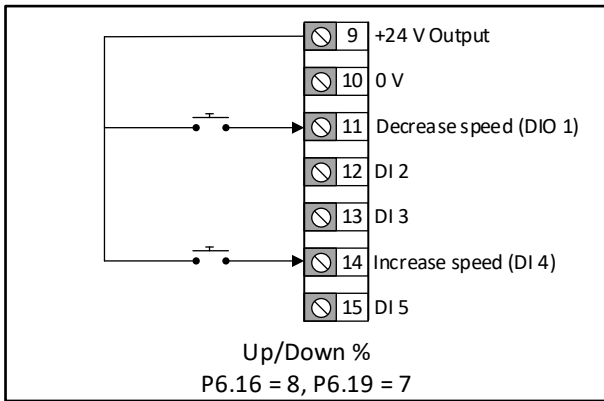 9 +24 V Output
10 0 V
11 Decrease speed (DIO 1)
12 DI 2
13 DI 3
14 Increase speed (DI 4)
15 DI 5
Up/Down %
P6.16 = 8, P6.19 = 7